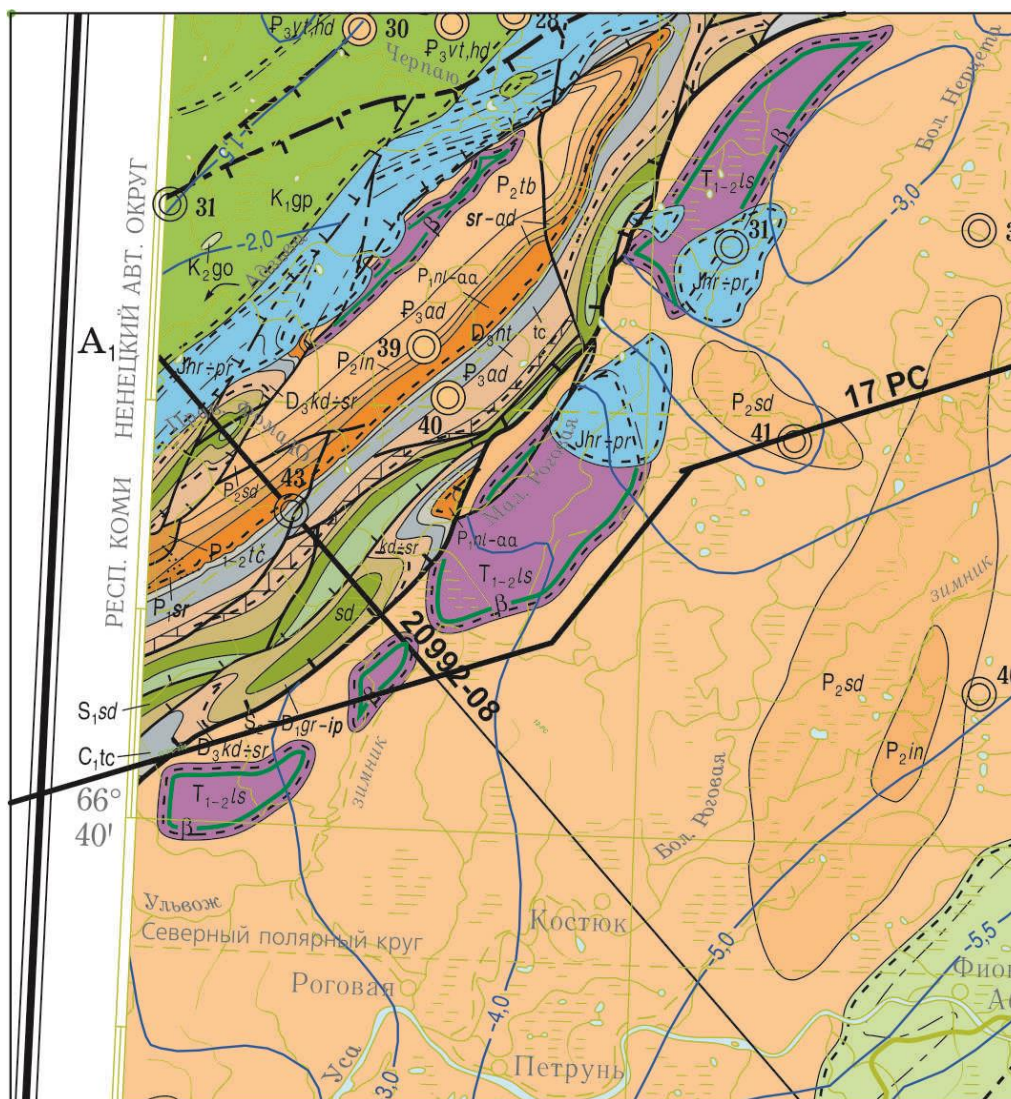 P₃vt,hd
30
P₃vt,hd
28
Черпаю
Бол. Нерцета
-1,5
31
K₁gp
-2,0
K₂go
Адзьва
β
P₂tb
sr-ad
T₁₋₂ls
β
-3,0
31
Jhr÷pr
НЕНЕЦКИЙ АВТ. ОКРУГ
РЕСП. КОМИ
A₁
Jhr÷pr
P₁nl-aa
P₃ad
39
P₂in
D₃nt
tc
P₃ad
40
D₃kd÷sr
17 PC
P₂sd
41
Jhr÷pr
Мал. Роговая
P₂sd
43
P₁₋₂tč
P₁nl-aa
kd÷sr
T₁₋₂ls
β
P₁sr
sd
зимник
20992-08
P₂sd
40
S₁sd
S₂-D₁gr-ip
C₁tc
D₃kd÷sr
P₂in
66°
40'
T₁₋₂ls
β
зимник
Бол. Роговая
Ульвож
Северный полярный круг
Костюк
-5,0
-5,5
Роговая
-4,0
Уса
3,0
Петрунь